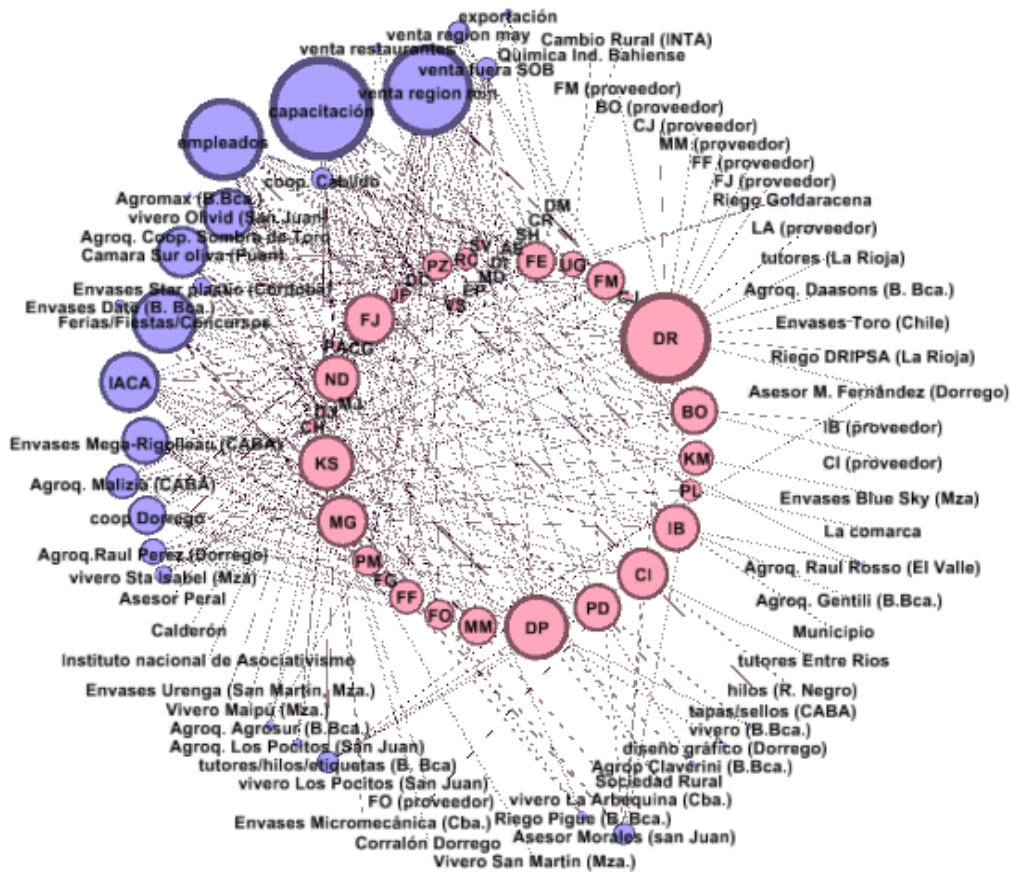 exportación
venta region may
Cambio Rural (INTA)
venta restaurantes
Quimica Ind. Bahiense
venta fuera SOB
FM (proveedor)
venta region min
BO (proveedor)
capacitación
CJ (proveedor)
empleados
MM (proveedor)
FF (proveedor)
FJ (proveedor)
coop. Cabildo
Riego Goldaracena
Agromax (B.Bca.)
vivero Olivid (San Juan)
LA (proveedor)
Agroq. Coop. Sombra de Toro
Camara Sur oliva (Puan)
tutores (La Rioja)
Envases Star plastic (Cordoba)
Agroq. Daasons (B. Bca.)
Envases Date (B. Bca.)
Ferias/Fiestas/Concursos
Envases Toro (Chile)
Riego DRIPSA (La Rioja)
IACA
Asesor M. Fernández (Dorrego)
IB (proveedor)
Envases Mega-Rigolleau (CABA)
CI (proveedor)
Agroq. Malizia (CABA)
Envases Blue Sky (Mza)
coop Dorrego
La comarca
Agroq.Raul Perez (Dorrego)
Agroq. Raul Rosso (El Valle)
vivero Sta Isabel (Mza)
Asesor Peral
Agroq. Gentili (B.Bca.)
Calderón
Municipio
Instituto nacional de Asociativismo
tutores Entre Rios
Envases Urenga (San Martin, Mza.)
hilos (R. Negro)
Vivero Maipú (Mza.)
tapas/sellos (CABA)
Agroq. Agrosur (B.Bca.)
vivero (B.Bca.)
Agroq. Los Pocitos (San Juan)
diseño gráfico (Dorrego)
tutores/hilos/etiquetas (B. Bca)
Agrop Claverini (B.Bca.)
vivero Los Pocitos (San Juan)
Sociedad Rural
FO (proveedor)
vivero La Arbequina (Cba.)
Envases Micromecánica (Cba.)
Riego Pigue (B. Bca.)
Corralón Dorrego
Asesor Morales (san Juan)
Vivero San Martin (Mza.)
DM
CR
SH
SV
FE
RC
PZ
UG
DI
MD
FM
EP
VS
CJ
FJ
DR
ND
MJ
BO
CH
KS
KM
PL
MG
IB
PM
CI
FG
FF
PD
FO
MM
DP